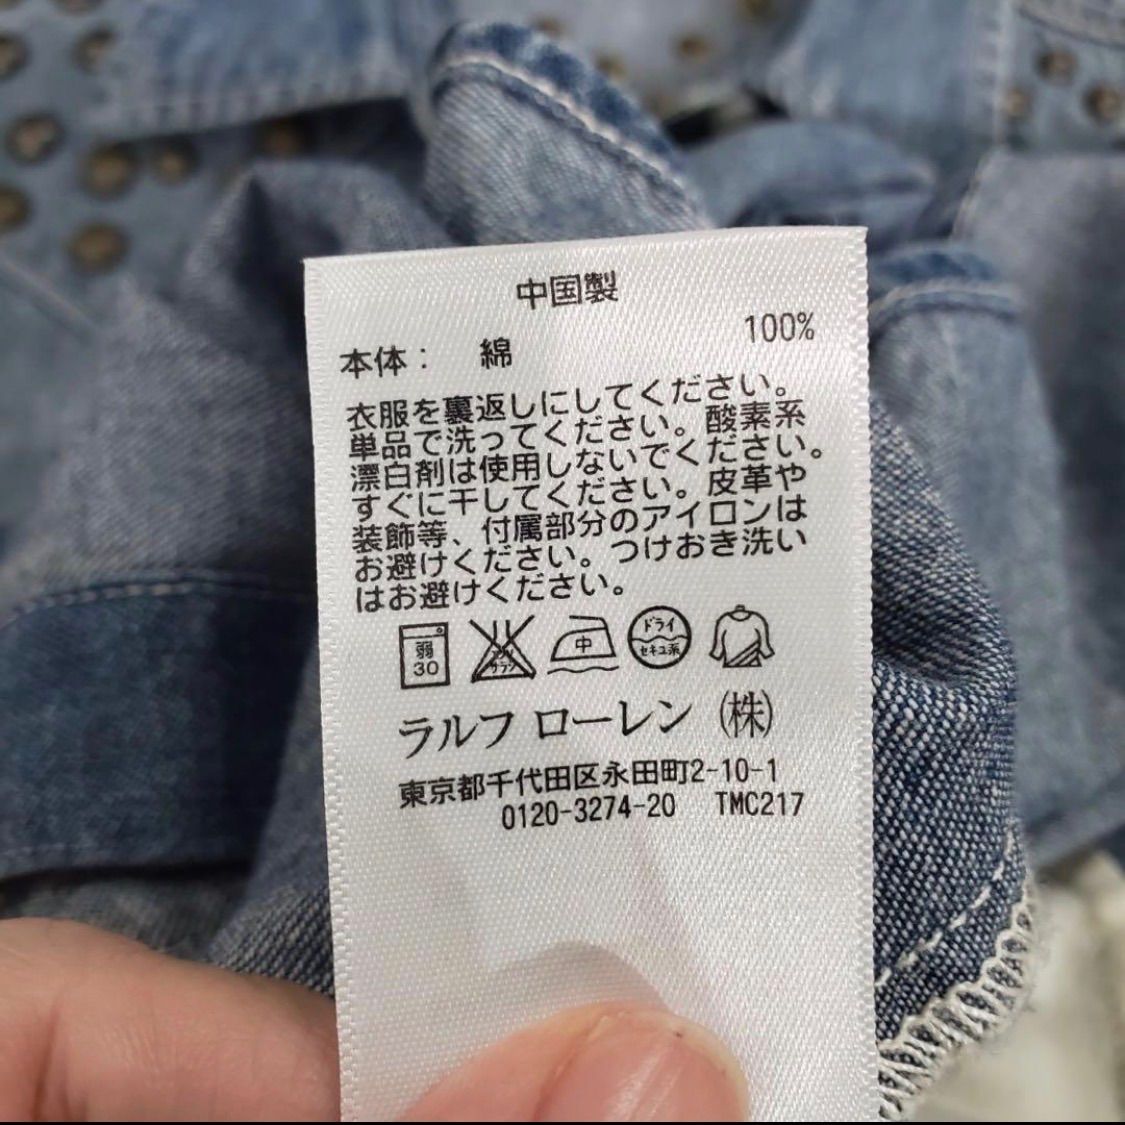 中国製
本体： 綿 100%
衣服を裏返しにしてください。
単品で洗ってください。酸素系
漂白剤は使用しないでください。
すぐに干してください。皮革や
装飾等、付属部分のアイロンは
お避けください。つけおき洗い
はお避けください。
弱 30 エンソ サラシ 中 ドライ セキユ系
ラルフ ローレン（株）
東京都千代田区永田町2-10-1
0120-3274-20 TMC217